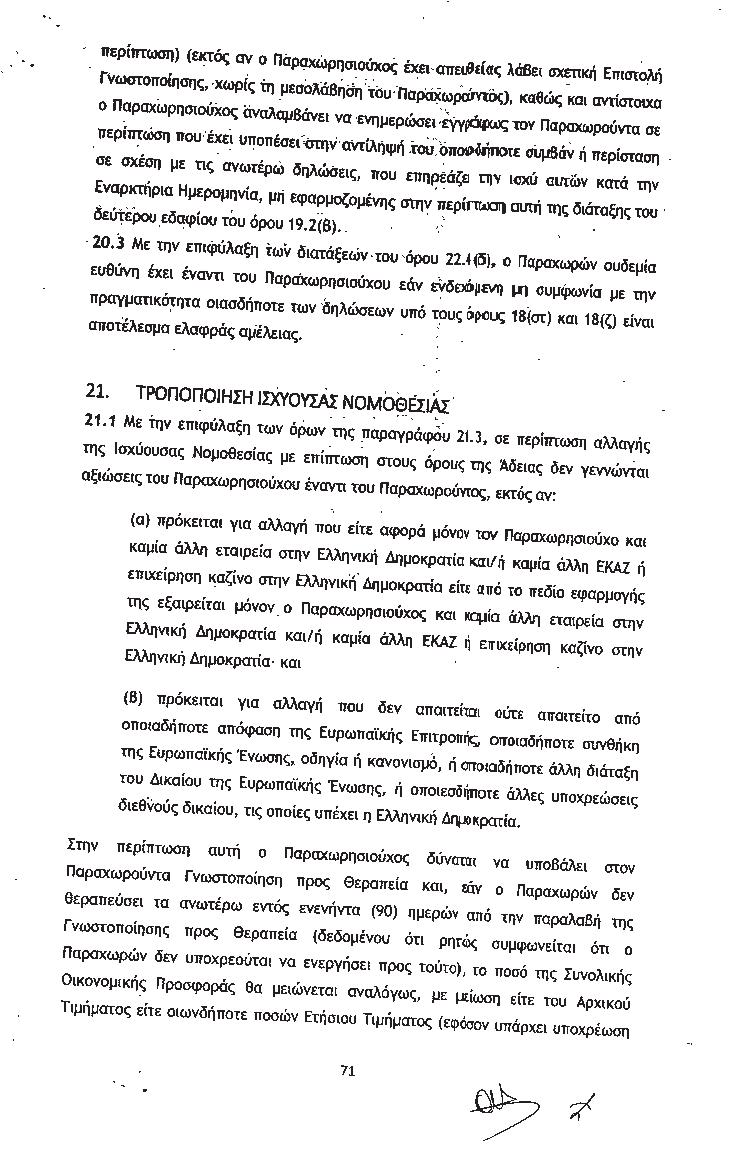 περίπτωση) (εκτός αν ο Παραχωρησιούχος έχει απευθείας λάβει σχετική Επιστολή
Γνωστοποίησης, χωρίς τη μεσολάβηση του Παραχωρούντος), καθώς και αντίστοιχα
ο Παραχωρησιούχος αναλαμβάνει να ενημερώσει εγγράφως τον Παραχωρούντα σε
περίπτωση που έχει υποπέσει στην αντίληψή του οποιοδήποτε συμβάν ή περίσταση
σε σχέση με τις ανωτέρω δηλώσεις, που επηρεάζει την ισχύ αυτών κατά την
Εναρκτήρια Ημερομηνία, μη εφαρμοζομένης στην περίπτωση αυτή της διάταξης του
δεύτερου εδαφίου του όρου 19.2(β).
20.3 Με την επιφύλαξη των διατάξεων του όρου 22.4(δ), ο Παραχωρών ουδεμία
ευθύνη έχει έναντι του Παραχωρησιούχου εάν ενδεχόμενη μη συμφωνία με την
πραγματικότητα οιασδήποτε των δηλώσεων υπό τους όρους 18(στ) και 18(ζ) είναι
αποτέλεσμα ελαφράς αμέλειας.
21. ΤΡΟΠΟΠΟΙΗΣΗ ΙΣΧΥΟΥΣΑΣ ΝΟΜΟΘΕΣΙΑΣ
21.1 Με την επιφύλαξη των όρων της παραγράφου 21.3, σε περίπτωση αλλαγής
της Ισχύουσας Νομοθεσίας με επίπτωση στους όρους της Άδειας δεν γεννώνται
αξιώσεις του Παραχωρησιούχου έναντι του Παραχωρούντος, εκτός αν:
(α) πρόκειται για αλλαγή που είτε αφορά μόνον τον Παραχωρησιούχο και
καμία άλλη εταιρεία στην Ελληνική Δημοκρατία και/ή καμία άλλη ΕΚΑΖ ή
επιχείρηση καζίνο στην Ελληνική Δημοκρατία είτε από το πεδίο εφαρμογής
της εξαιρείται μόνον ο Παραχωρησιούχος και καμία άλλη εταιρεία στην
Ελληνική Δημοκρατία και/ή καμία άλλη ΕΚΑΖ ή επιχείρηση καζίνο στην
Ελληνική Δημοκρατία· και
(β) πρόκειται για αλλαγή που δεν απαιτείται ούτε απαιτείτο από
οποιαδήποτε απόφαση της Ευρωπαϊκής Επιτροπής, οποιαδήποτε συνθήκη
της Ευρωπαϊκής Ένωσης, οδηγία ή κανονισμό, ή οποιαδήποτε άλλη διάταξη
του Δικαίου της Ευρωπαϊκής Ένωσης, ή οποιεσδήποτε άλλες υποχρεώσεις
διεθνούς δικαίου, τις οποίες υπέχει η Ελληνική Δημοκρατία.
Στην περίπτωση αυτή ο Παραχωρησιούχος δύναται να υποβάλει στον
Παραχωρούντα Γνωστοποίηση προς Θεραπεία και, εάν ο Παραχωρών δεν
θεραπεύσει τα ανωτέρω εντός ενενήντα (90) ημερών από την παραλαβή της
Γνωστοποίησης προς Θεραπεία (δεδομένου ότι ρητώς συμφωνείται ότι ο
Παραχωρών δεν υποχρεούται να ενεργήσει προς τούτο), το ποσό της Συνολικής
Οικονομικής Προσφοράς θα μειώνεται αναλόγως, με μείωση είτε του Αρχικού
Τιμήματος είτε οιωνδήποτε ποσών Ετήσιου Τιμήματος (εφόσον υπάρχει υποχρέωση
71